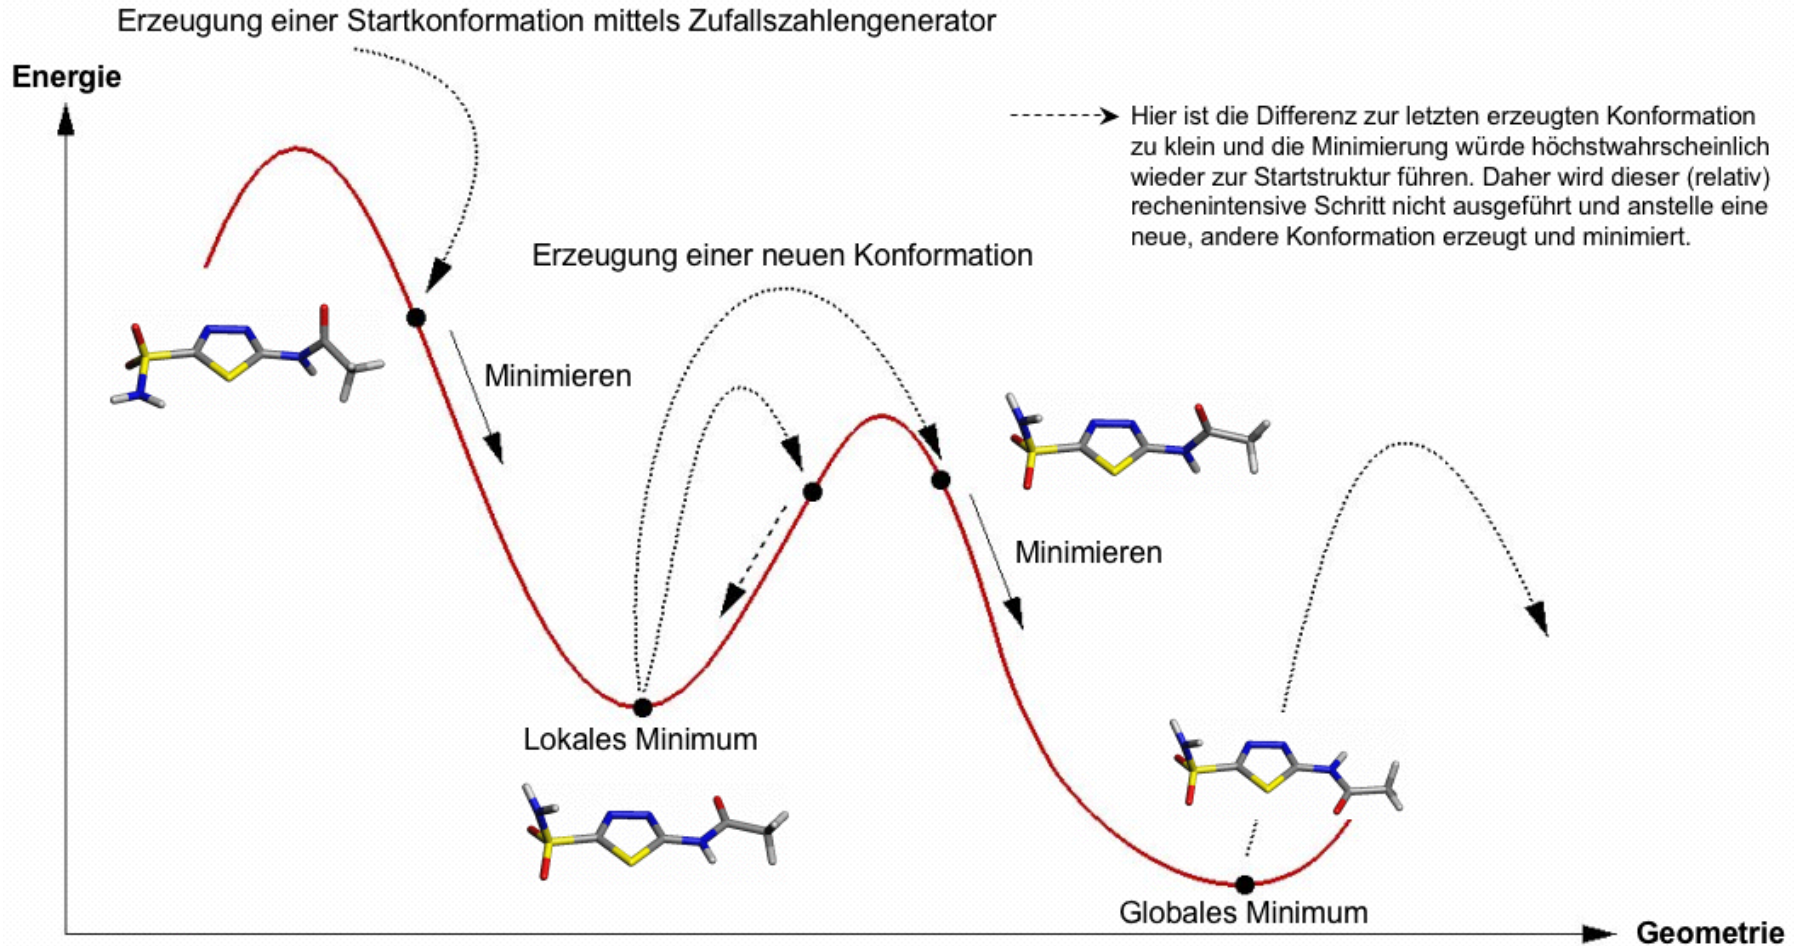 Erzeugung einer Startkonformation mittels Zufallszahlengenerator
Energie
Hier ist die Differenz zur letzten erzeugten Konformation
zu klein und die Minimierung würde höchstwahrscheinlich
wieder zur Startstruktur führen. Daher wird dieser (relativ)
rechenintensive Schritt nicht ausgeführt und anstelle eine
neue, andere Konformation erzeugt und minimiert.
Erzeugung einer neuen Konformation
Minimieren
Minimieren
Lokales Minimum
Globales Minimum
Geometrie